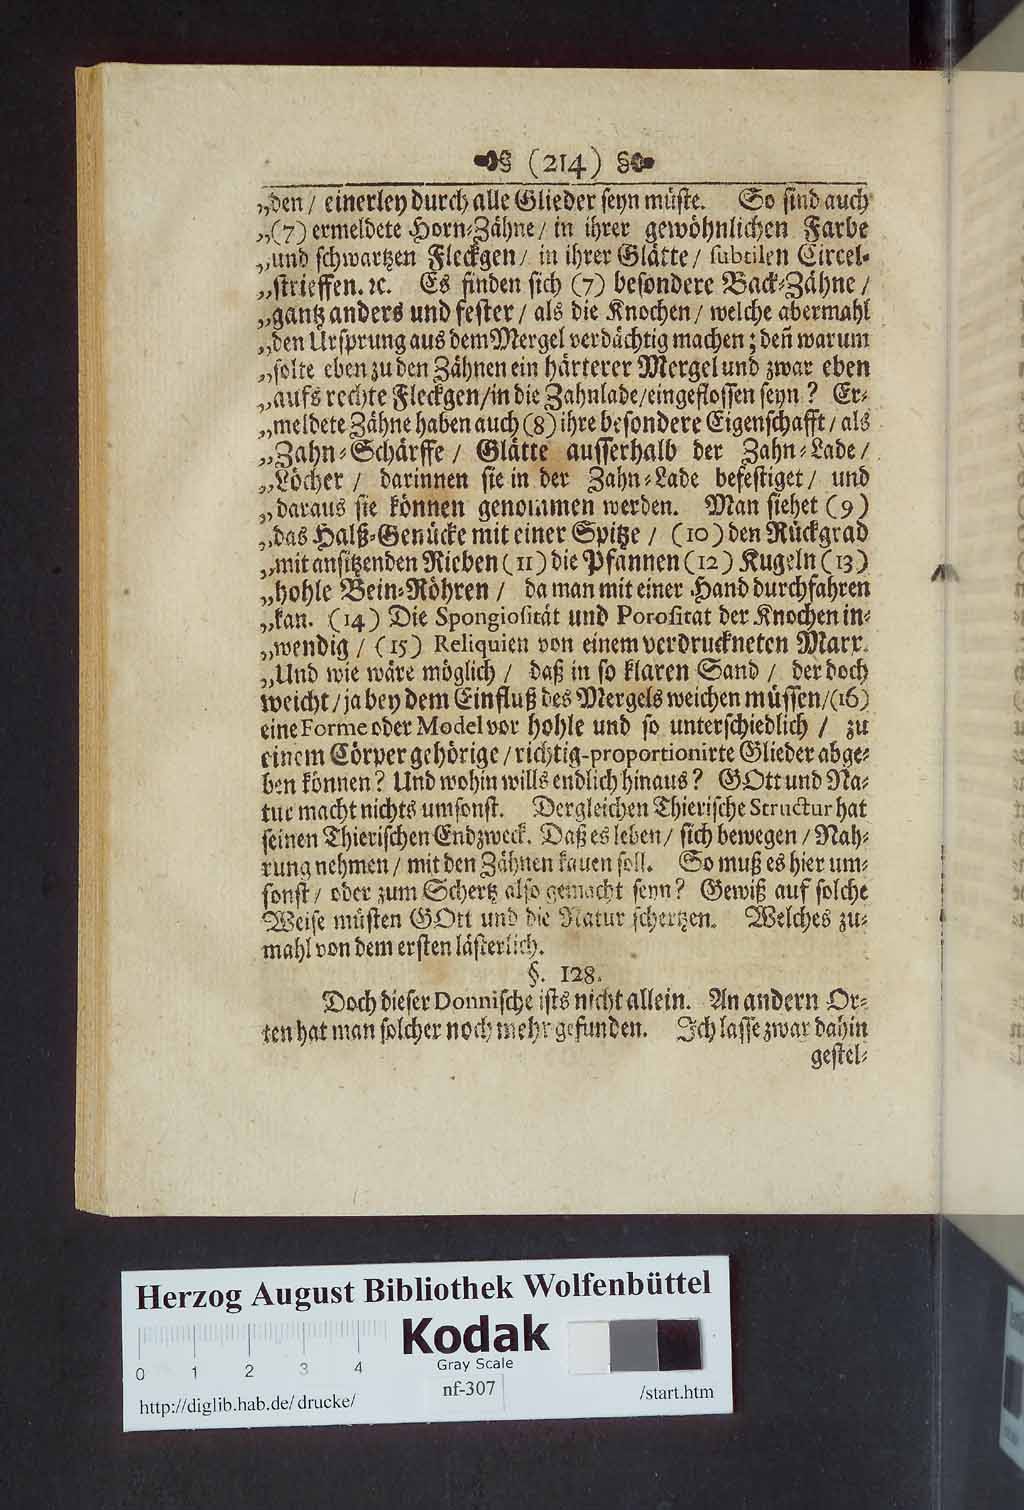 (214)
„den / einerley durch alle Glieder seyn müste. So sind auch
„(7) ermeldete Horn-Zähne / in ihrer gewöhnlichen Farbe
„und schwartzen Fleckgen / in ihrer Glätte / subtilen Circel-
„strieffen. ꝛc. Es finden sich (7) besondere Back-Zähne /
„gantz anders und fester / als die Knochen / welche abermahl
„den Ursprung aus dem Mergel verdächtig machen; deñ warum
„solte eben zu den Zähnen ein härterer Mergel und zwar eben
„aufs rechte Fleckgen / in die Zahnlade / eingeflossen seyn? Er-
„meldete Zähne haben auch (8) ihre besondere Eigenschafft / als
„Zahn-Schärffe / Glätte ausserhalb der Zahn-Lade /
„Löcher / darinnen sie in der Zahn-Lade befestiget / und
„daraus sie können genommen werden. Man siehet (9)
„das Halß-Genücke mit einer Spitze / (10) den Rückgrad
„mit ansitzenden Rieben (11) die Pfannen (12) Kugeln (13)
„hohle Bein-Röhren / da man mit einer Hand durchfahren
„kan. (14) Die Spongiosität und Porosität der Knochen in-
„wendig / (15) Reliquien von einem verdruckneten Marx.
„Und wie wäre möglich / daß in so klaren Sand / der doch
weicht / ja bey dem Einfluß des Mergels weichen müssen / (16)
eine Forme oder Model vor hohle und so unterschiedlich / zu
einem Cörper gehörige / richtig-proportionirte Glieder abge-
ben können? Und wohin wills endlich hinaus? GOtt und Na-
tur macht nichts umsonst. Dergleichen Thierische Structur hat
seinen Thierischen Endzweck. Daß es leben / sich bewegen / Nah-
rung nehmen / mit den Zähnen kauen soll. So muß es hier um-
sonst / oder zum Schertz also gemacht seyn? Gewiß auf solche
Weise müsten GOtt und die Natur schertzen. Welches zu-
mahl von dem ersten lästerlich.
§. 128.
Doch dieser Donnische ists nicht allein. An andern Or-
ten hat man solcher noch mehr gefunden. Ich lasse zwar dahin
gestel-
Herzog August Bibliothek Wolfenbüttel
Kodak
Gray Scale
0 1 2 3 4
nf-307
http://diglib.hab.de/drucke/
/start.htm